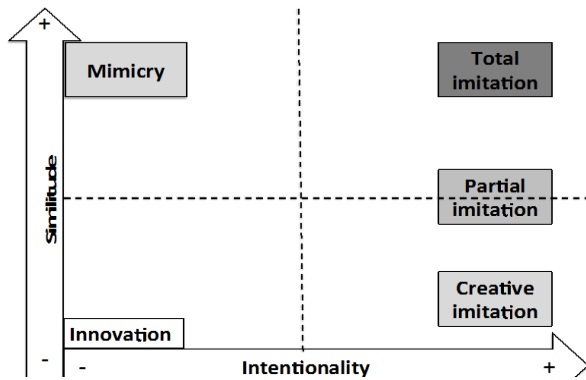 +
Mimicry
Total
imitation
Similitude
Partial
imitation
Creative
imitation
Innovation
-
-
Intentionality
+